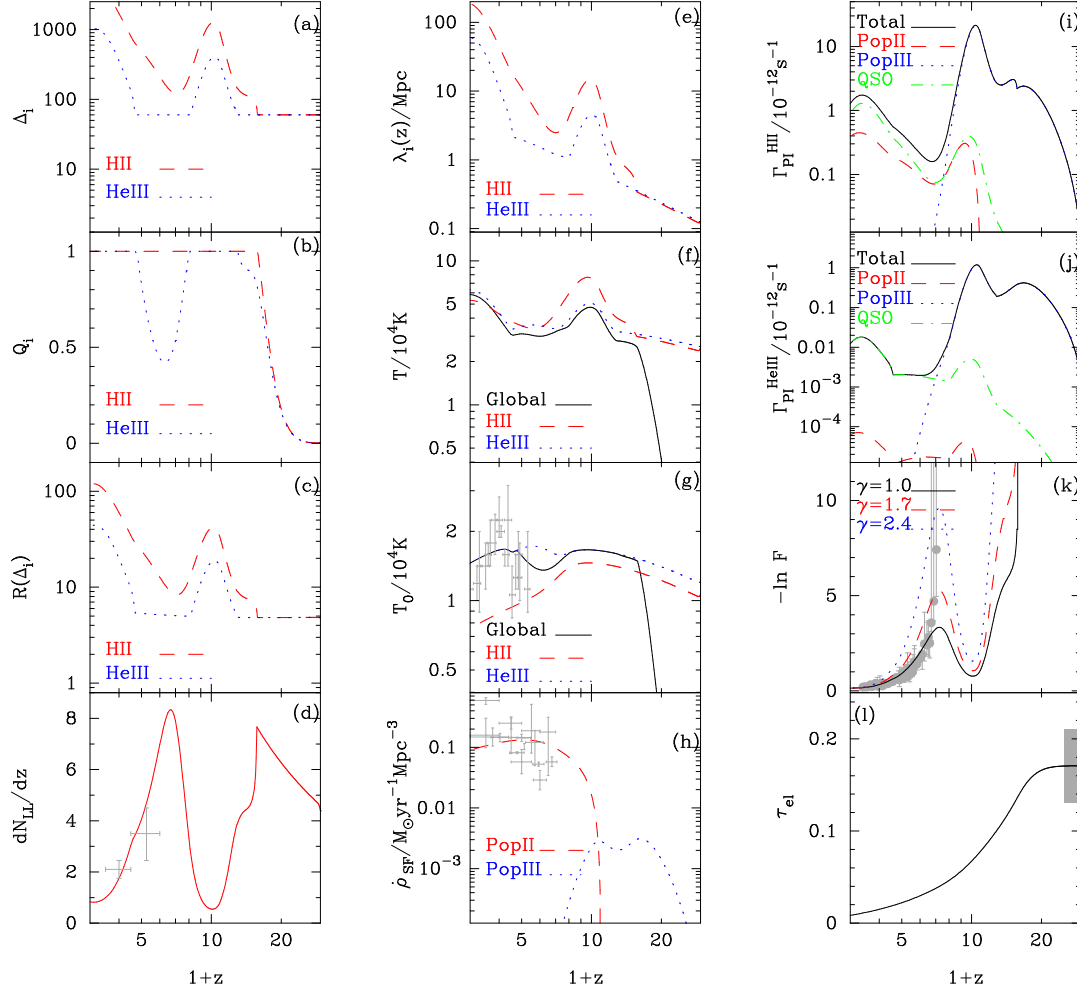 (a)
1000
100
10
Δi
HII
HeIII
(b)
1
0.5
0
Qi
HII
HeIII
(c)
100
10
1
R(Δi)
HII
HeIII
(d)
8
6
4
2
0
dNLL/dz
5 10 20
1+z
(e)
100
10
1
0.1
λi(z)/Mpc
HII
HeIII
(f)
10
5
2
1
0.5
T/10⁴K
Global
HII
HeIII
(g)
2
1
0.5
T0/10⁴K
Global
HII
HeIII
(h)
0.1
0.01
10⁻³
ρ̇SF/M⊙yr⁻¹Mpc⁻³
PopII
PopIII
5 10 20
1+z
(i)
Total
PopII
PopIII
QSO
10
1
0.1
ΓPI^HII/10⁻¹²s⁻¹
(j)
Total
PopII
PopIII
QSO
1
0.1
0.01
10⁻³
10⁻⁴
ΓPI^HeIII/10⁻¹²s⁻¹
(k)
γ=1.0
γ=1.7
γ=2.4
10
5
0
-ln F
(l)
0.2
0.1
0
τel
5 10 20
1+z